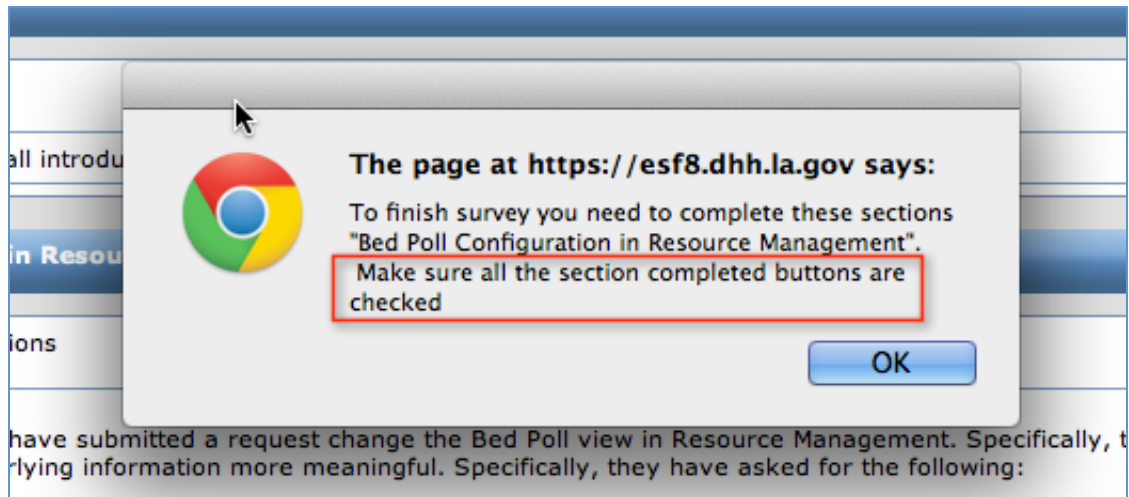 all introdu
The page at https://esf8.dhh.la.gov says:
To finish survey you need to complete these sections
"Bed Poll Configuration in Resource Management".
in Resou
Make sure all the section completed buttons are
checked
ions
OK
have submitted a request change the Bed Poll view in Resource Management. Specifically, t
rlying information more meaningful. Specifically, they have asked for the following: